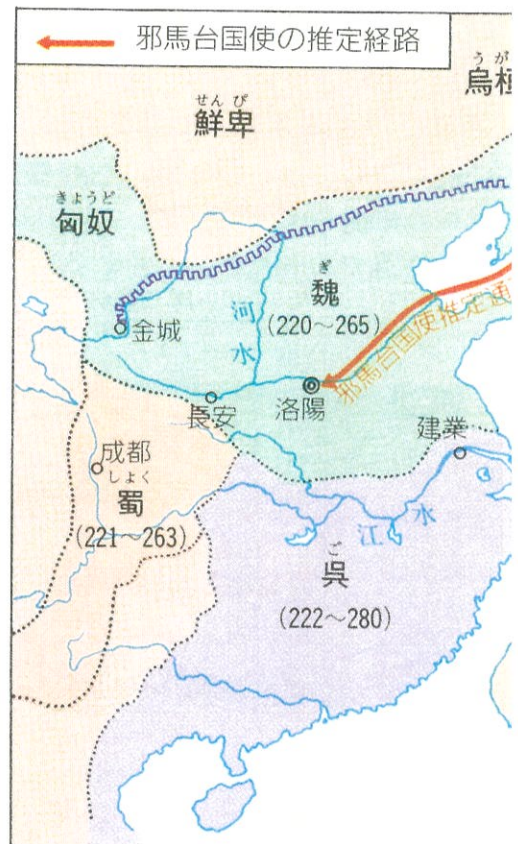 邪馬台国使の推定経路
うが
烏桓
せんぴ
鮮卑
きょうど
匈奴
ぎ
魏
(220～265)
河水
金城
邪馬台国使推定通
長安
洛陽
建業
成都
しょく
蜀
(221～263)
江水
ご
呉
(222～280)